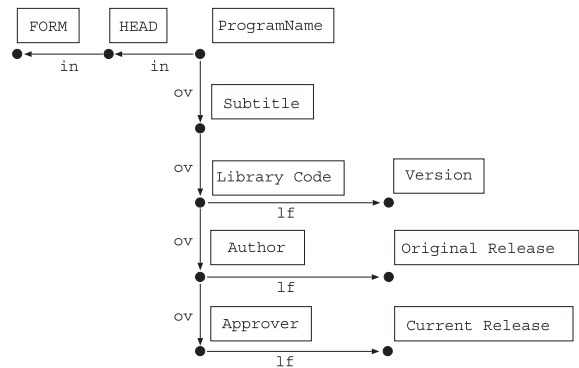 FORM HEAD ProgramName
in in
ov
Subtitle
ov
Library Code Version
lf
ov
Author Original Release
lf
ov
Approver Current Release
lf